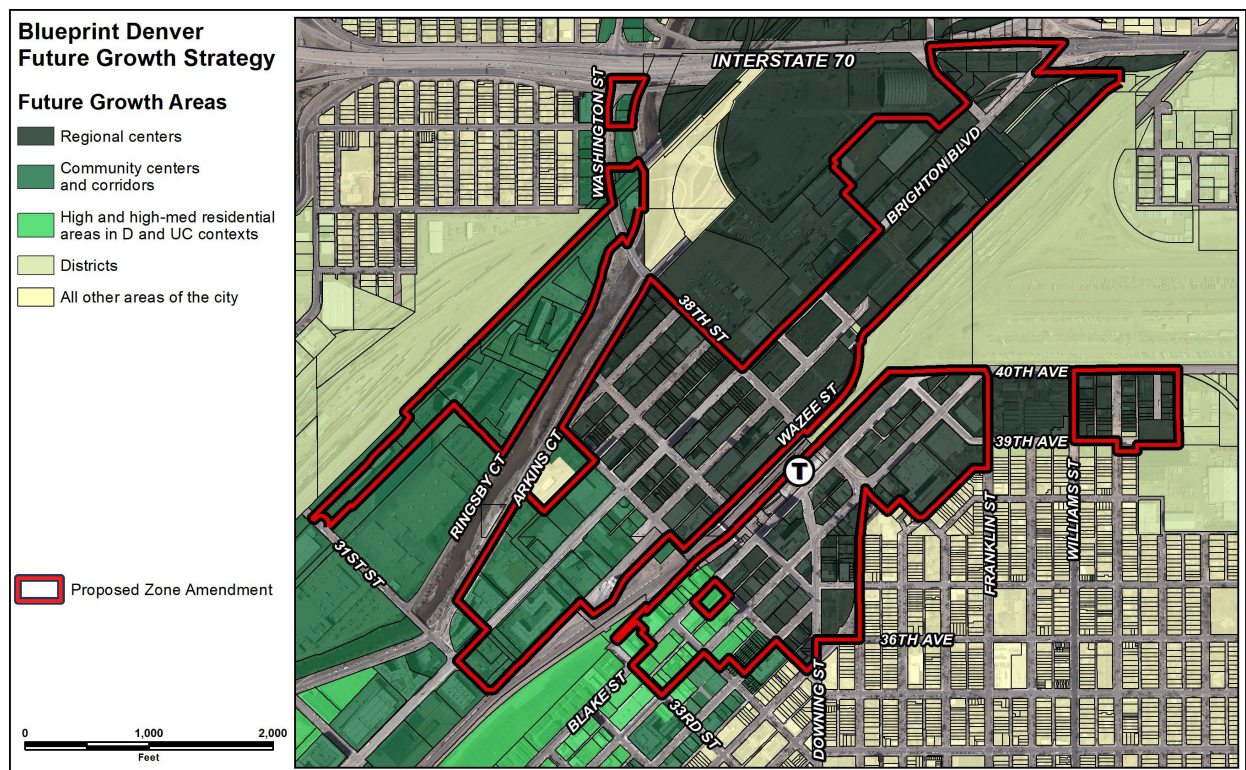 Blueprint Denver
Future Growth Strategy
Future Growth Areas
Regional centers
Community centers
and corridors
High and high-med residential
areas in D and UC contexts
Districts
All other areas of the city
Proposed Zone Amendment
0 1,000 2,000
Feet
INTERSTATE 70
WASHINGTON ST
BRIGHTON BLVD
38TH ST
40TH AVE
WAZEE ST
39TH AVE
T
RINGSBY CT
ARKINS CT
FRANKLIN ST
WILLIAMS ST
31ST ST
36TH AVE
BLAKE ST
33RD ST
DOWNING ST